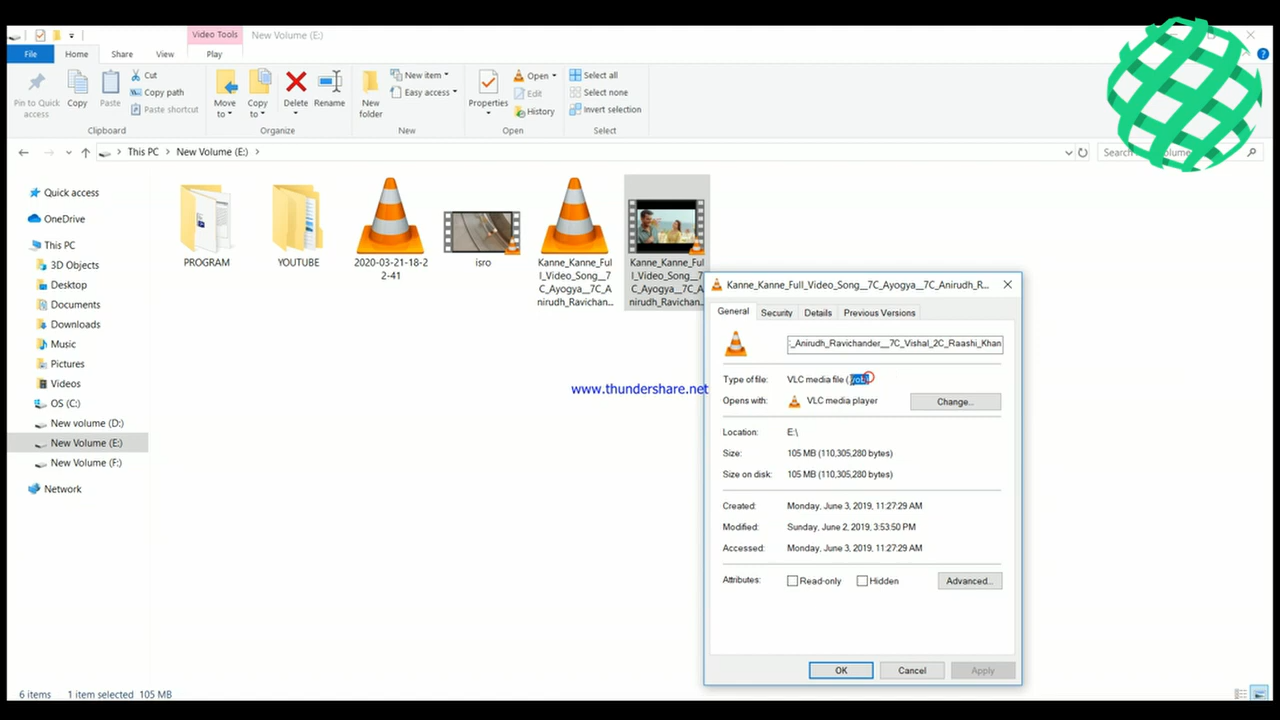 Video Tools
New Volume (E:)
File
Home
Share
View
Play
Pin to Quick access
Copy
Paste
Cut
Copy path
Paste shortcut
Clipboard
Move to
Copy to
Delete
Rename
Organize
New folder
New item
Easy access
New
Properties
Open
Edit
History
Open
Select all
Select none
Invert selection
Select
This PC
New Volume (E:)
Quick access
OneDrive
This PC
3D Objects
Desktop
Documents
Downloads
Music
Pictures
Videos
OS (C:)
New volume (D:)
New Volume (E:)
New Volume (F:)
Network
PROGRAM
YOUTUBE
2020-03-21-18-2
2-41
isro
Kanne_Kanne_Ful
l_Video_Song__7
C_Ayogya__7C_A
nirudh_Ravichan...
Kanne_Kanne_Ful
l_Video_Song__7
C_Ayogya__7C_A
nirudh_Ravichan...
www.thundershare.net
Kanne_Kanne_Full_Video_Song__7C_Ayogya__7C_Anirudh_R...
General
Security
Details
Previous Versions
_Anirudh_Ravichander__7C_Vishal_2C_Raashi_Khan
Type of file:
VLC media file (
Opens with:
VLC media player
Change...
Location:
E:\
Size:
105 MB (110,305,280 bytes)
Size on disk:
105 MB (110,305,280 bytes)
Created:
Monday, June 3, 2019, 11:27:29 AM
Modified:
Sunday, June 2, 2019, 3:53:50 PM
Accessed:
Monday, June 3, 2019, 11:27:29 AM
Attributes:
Read-only
Hidden
Advanced...
OK
Cancel
Apply
6 items
1 item selected 105 MB